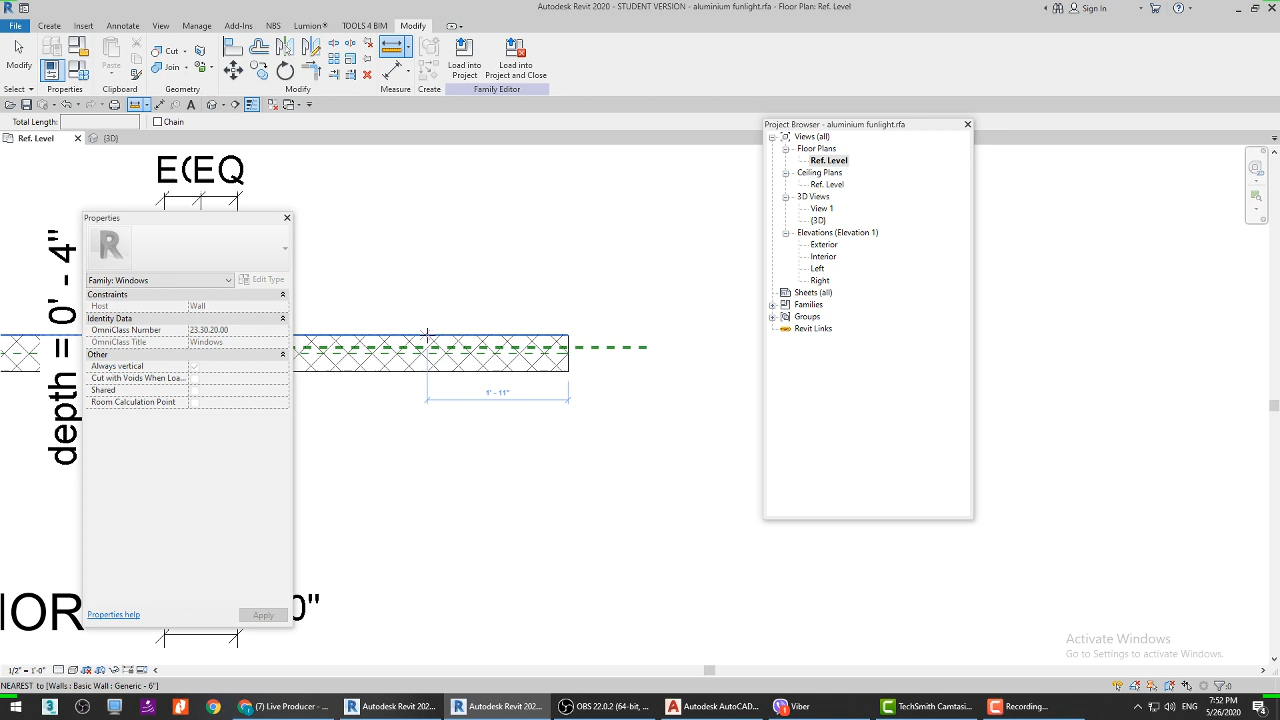 Autodesk Revit 2020 - STUDENT VERSION - aluminium funlight.rfa - Floor Plan: Ref. Level
Sign In
File Create Insert Annotate View Manage Add-Ins NBS Lumion® TOOLS 4 BIM Modify
Modify
Paste
Cut
Join
Load into Project
Load into Project and Close
Select Properties Clipboard Geometry Modify Measure Create Family Editor
Total Length: Chain
Ref. Level {3D}
E(EQ
depth = 0' - 4"
IOR
0"
1' - 11"
Properties
Family: Windows Edit Type
Constraints
Host Wall
Identity Data
OmniClass Number 23.30.20.00
OmniClass Title Windows
Other
Always vertical
Cut with Voids When Loa...
Shared
Room Calculation Point
Properties help Apply
Project Browser - aluminium funlight.rfa
Views (all)
Floor Plans
Ref. Level
Ceiling Plans
Ref. Level
3D Views
View 1
{3D}
Elevations (Elevation 1)
Exterior
Interior
Left
Right
Sheets (all)
Families
Groups
Revit Links
Activate Windows
Go to Settings to activate Windows.
1/2" = 1'-0"
NEAREST to [Walls : Basic Wall : Generic - 6"]
:0
(7) Live Producer - ... Autodesk Revit 202... Autodesk Revit 202... OBS 22.0.2 (64-bit, ... Autodesk AutoCAD... Viber TechSmith Camtasi... Recording...
7:52 PM
5/26/2020